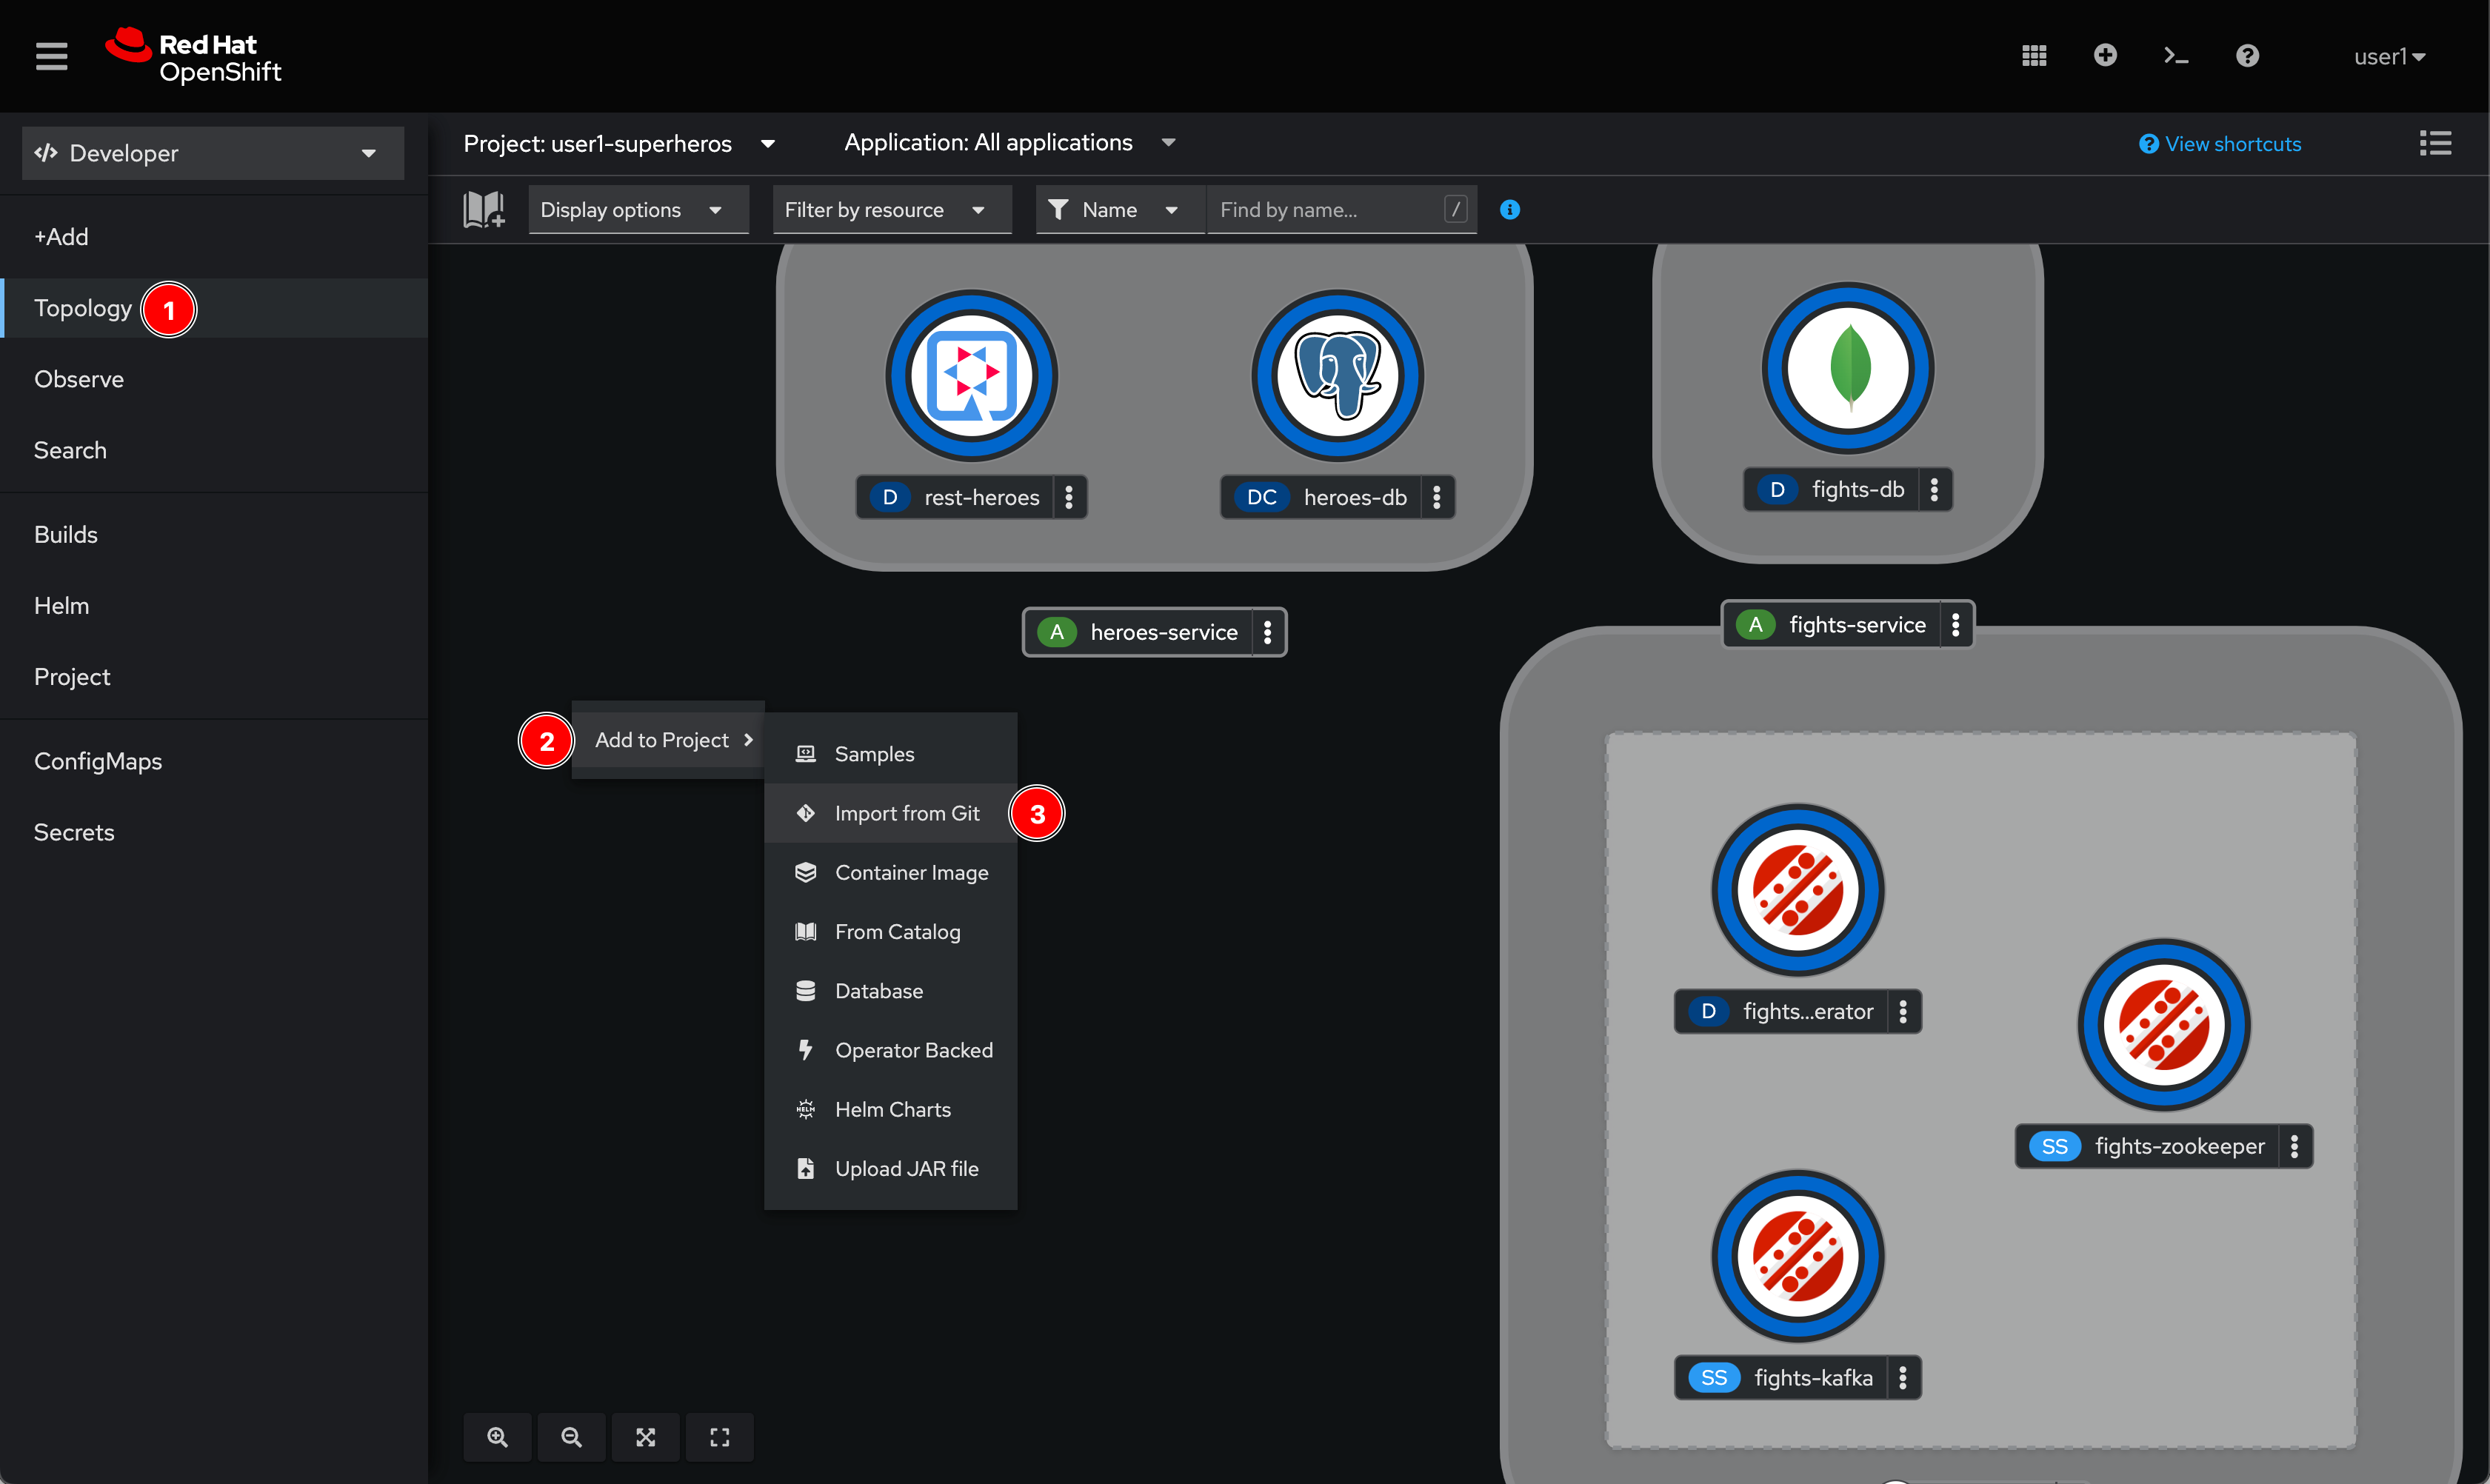 Red Hat
OpenShift
user1
Developer
Project: user1-superheros
Application: All applications
View shortcuts
Display options
Filter by resource
Name
Find by name...
/
+Add
Topology
1
Observe
Search
Builds
Helm
Project
ConfigMaps
Secrets
D rest-heroes
DC heroes-db
D fights-db
A heroes-service
A fights-service
2
Add to Project
Samples
Import from Git
3
Container Image
From Catalog
Database
Operator Backed
HELM
Helm Charts
Upload JAR file
D fights...erator
SS fights-zookeeper
SS fights-kafka